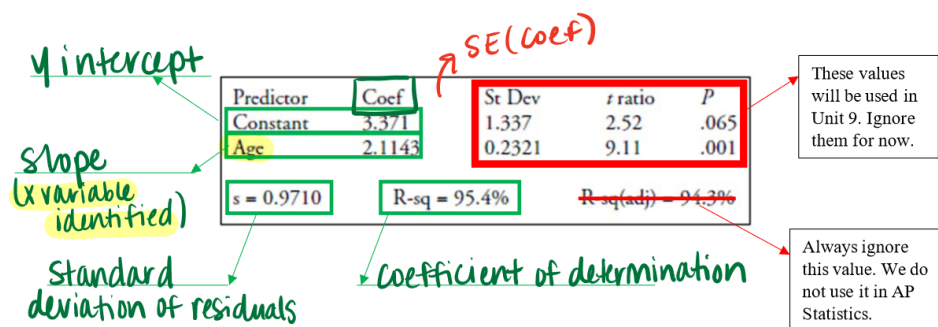 SE(coef)
y intercept
Predictor Coef St Dev t ratio P
Constant 3.371 1.337 2.52 .065
Age 2.1143 0.2321 9.11 .001
s = 0.9710 R-sq = 95.4% R-sq(adj) = 94.3%
These values
will be used in
Unit 9. Ignore
them for now.
slope
(x variable
identified)
Always ignore
this value. We do
not use it in AP
Statistics.
standard
deviation of residuals
coefficient of determination